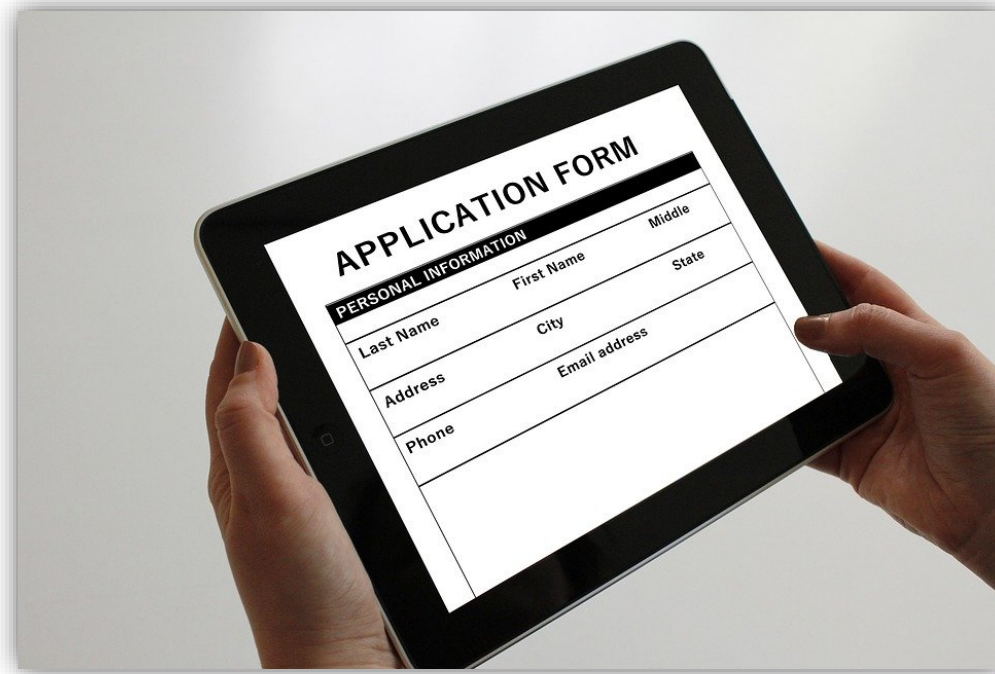 APPLICATION FORM
PERSONAL INFORMATION
Last Name First Name Middle
Address City State
Phone Email address